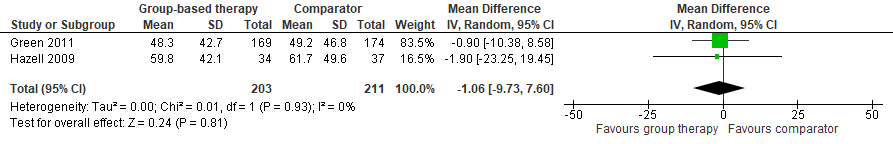 Group-based therapy Comparator Mean Difference Mean Difference
Study or Subgroup Mean SD Total Mean SD Total Weight IV, Random, 95% CI IV, Random, 95% CI
Green 2011 48.3 42.7 169 49.2 46.8 174 83.5% -0.90 [-10.38, 8.58]
Hazell 2009 59.8 42.1 34 61.7 49.6 37 16.5% -1.90 [-23.25, 19.45]
Total (95% CI) 203 211 100.0% -1.06 [-9.73, 7.60]
Heterogeneity: Tau² = 0.00; Chi² = 0.01, df = 1 (P = 0.93); I² = 0%
Test for overall effect: Z = 0.24 (P = 0.81)
-50 -25 0 25 50
Favours group therapy Favours comparator